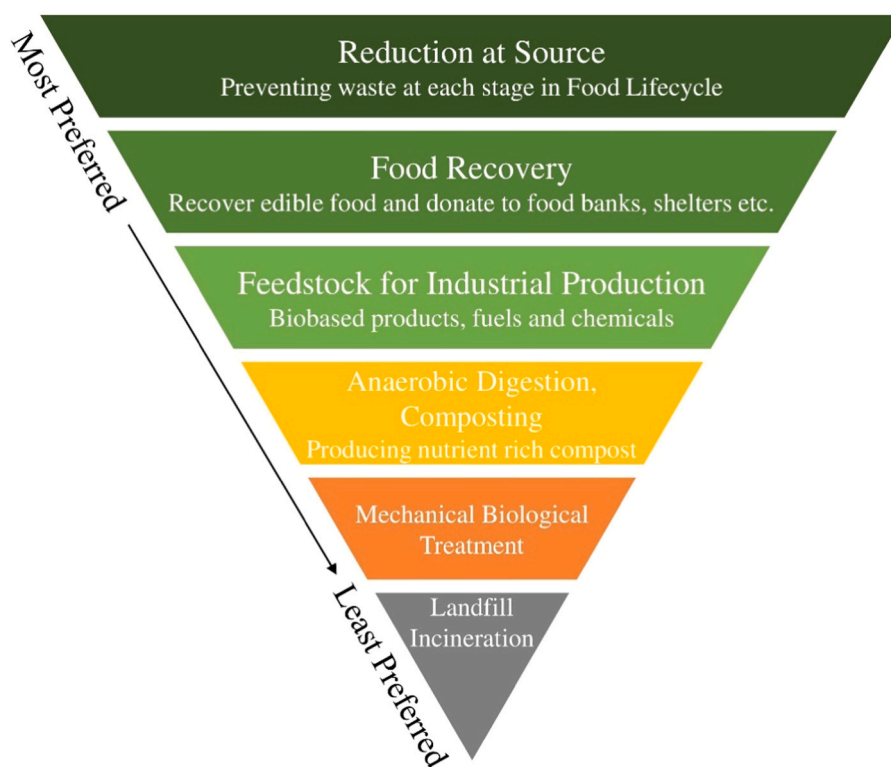 Most Preferred
Reduction at Source
Preventing waste at each stage in Food Lifecycle
Food Recovery
Recover edible food and donate to food banks, shelters etc.
Feedstock for Industrial Production
Biobased products, fuels and chemicals
Anaerobic Digestion,
Composting
Producing nutrient rich compost
Mechanical Biological
Treatment
Least Preferred
Landfill
Incineration